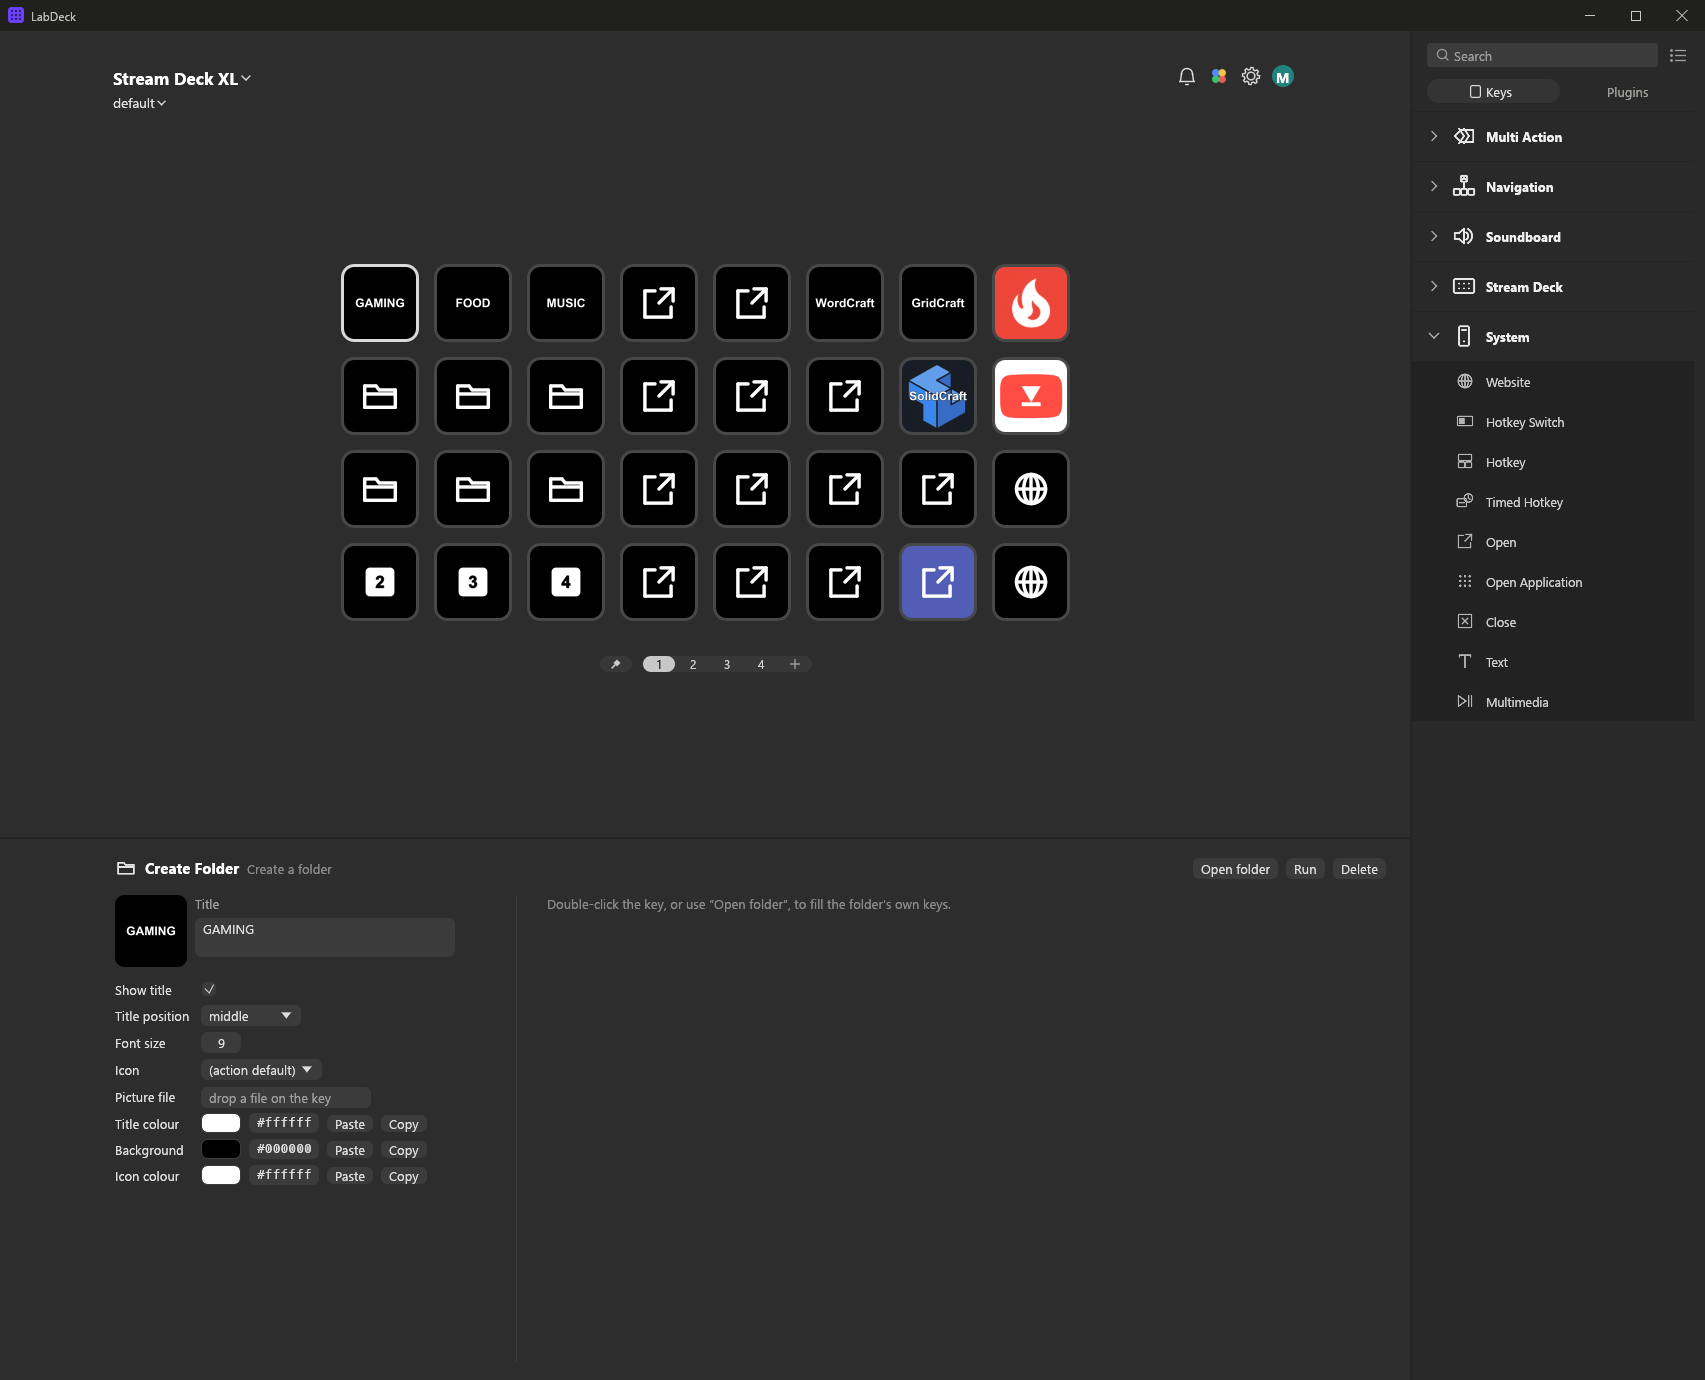 LabDeck
Stream Deck XL
default
M
Search
Keys
Plugins
Multi Action
Navigation
Soundboard
Stream Deck
System
Website
Hotkey Switch
Hotkey
Timed Hotkey
Open
Open Application
Close
Text
Multimedia
GAMING
FOOD
MUSIC
WordCraft
GridCraft
SolidCraft
2
3
4
1 2 3 4 +
Create Folder Create a folder
Open folder Run Delete
GAMING
Title
GAMING
Double-click the key, or use "Open folder", to fill the folder's own keys.
Show title
Title position middle
Font size 9
Icon (action default)
Picture file drop a file on the key
Title colour #ffffff Paste Copy
Background #000000 Paste Copy
Icon colour #ffffff Paste Copy